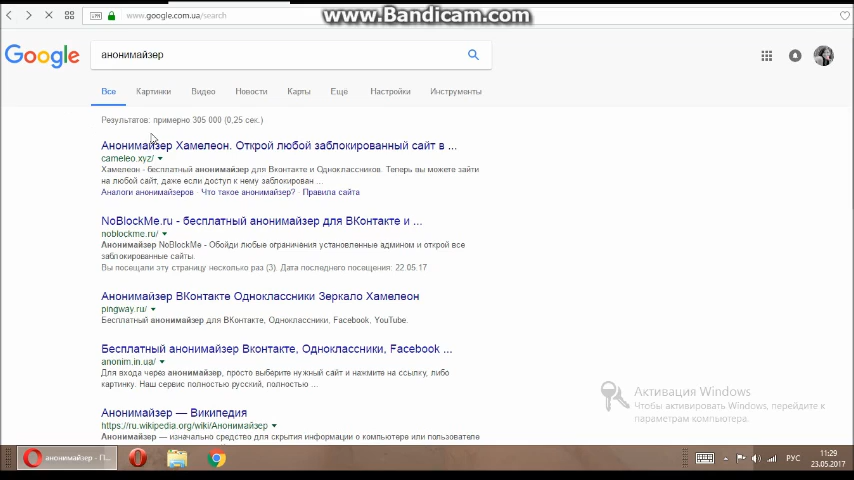 www.Bandicam.com
VPN www.google.com.ua/search
Google анонимайзер
Все Картинки Видео Новости Карты Ещё Настройки Инструменты
Результатов: примерно 305 000 (0,25 сек.)
Анонимайзер Хамелеон. Открой любой заблокированный сайт в ...
cameleo.xyz/
Хамелеон - бесплатный анонимайзер для Вконтакте и Одноклассников. Теперь вы можете зайти
на любой сайт, даже если доступ к нему заблокирован ...
Аналоги анонимайзеров · Что такое анонимайзер? · Правила сайта
NoBlockMe.ru - бесплатный анонимайзер для ВКонтакте и ...
noblockme.ru/
Анонимайзер NoBlockMe - Обойди любые ограничения установленные админом и открой все
заблокированные сайты.
Вы посещали эту страницу несколько раз (3). Дата последнего посещения: 22.05.17
Анонимайзер ВКонтакте Одноклассники Зеркало Хамелеон
pingway.ru/
Бесплатный анонимайзер для ВКонтакте, Одноклассники, Facebook, YouTube.
Бесплатный анонимайзер Вконтакте, Одноклассники, Facebook ...
anonim.in.ua/
Для входа через анонимайзер, просто выберите нужный сайт и нажмите на ссылку, либо
картинку. Наш сервис полностью русский, полностью ...
Анонимайзер — Википедия
https://ru.wikipedia.org/wiki/Анонимайзер
Анонимайзер — изначально средство для скрытия информации о компьютере или пользователе
Активация Windows
Чтобы активировать Windows, перейдите к
параметрам компьютера.
анонимайзер - П...
РУС
11:29
23.05.2017